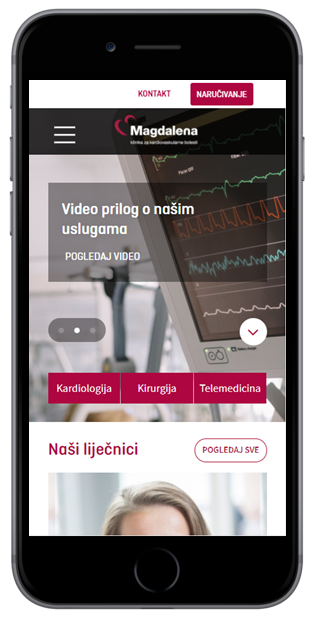 KONTAKT
NARUČIVANJE
Magdalena
klinika za kardiovaskularne bolesti
Video prilog o našim
uslugama
POGLEDAJ VIDEO
Kardiologija
Kirurgija
Telemedicina
Naši liječnici
POGLEDAJ SVE